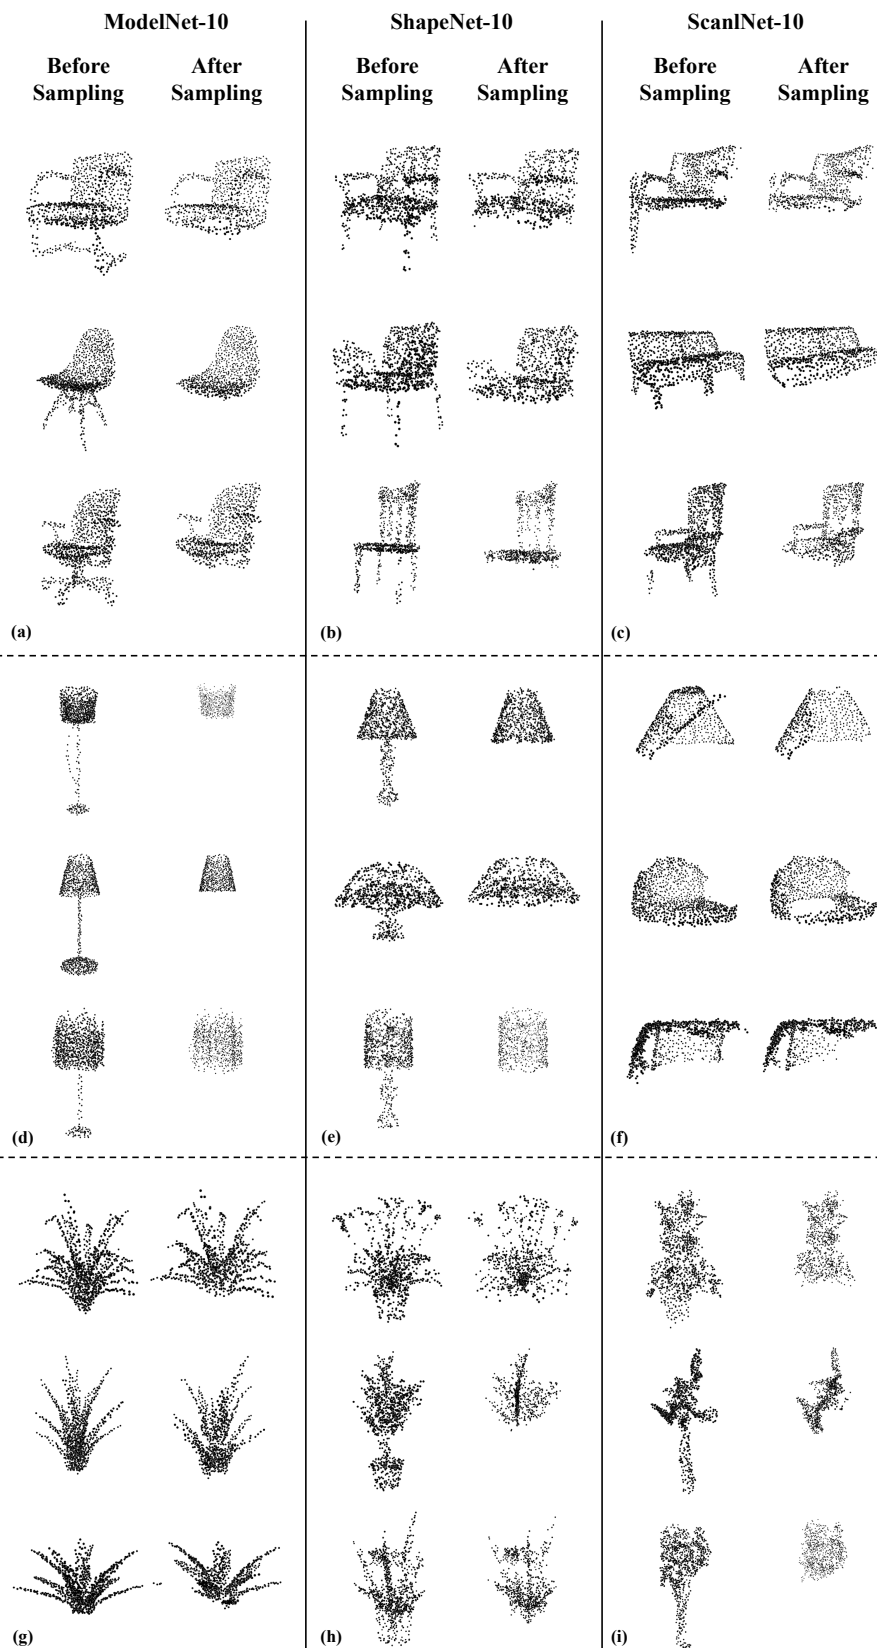 ModelNet-10 ShapeNet-10 ScanlNet-10
Before After Before After Before After
Sampling Sampling Sampling Sampling Sampling Sampling
(a) (b) (c)
(d) (e) (f)
(g) (h) (i)